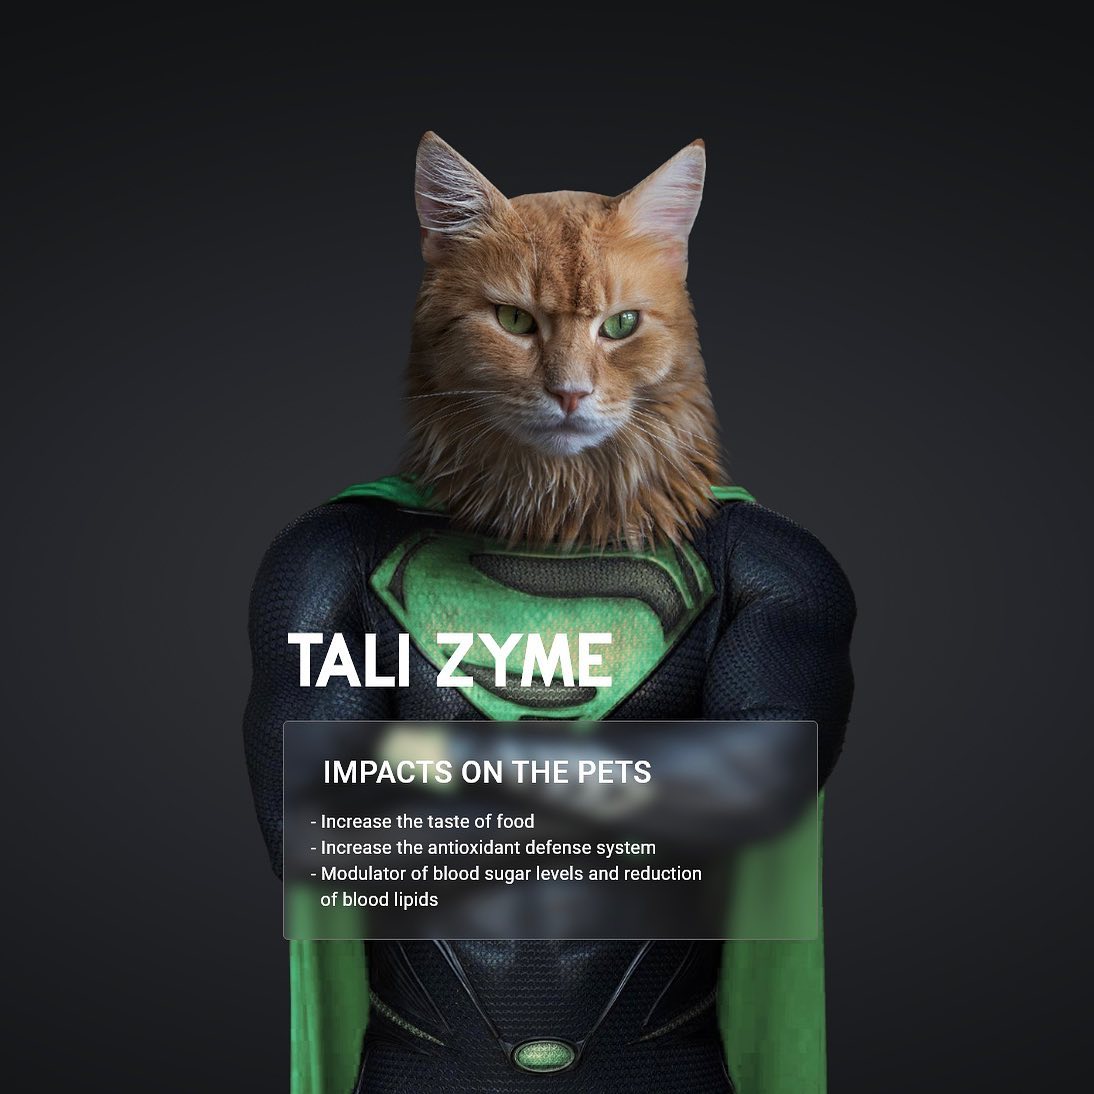 TALI ZYME
IMPACTS ON THE PETS
- Increase the taste of food
- Increase the antioxidant defense system
- Modulator of blood sugar levels and reduction
of blood lipids